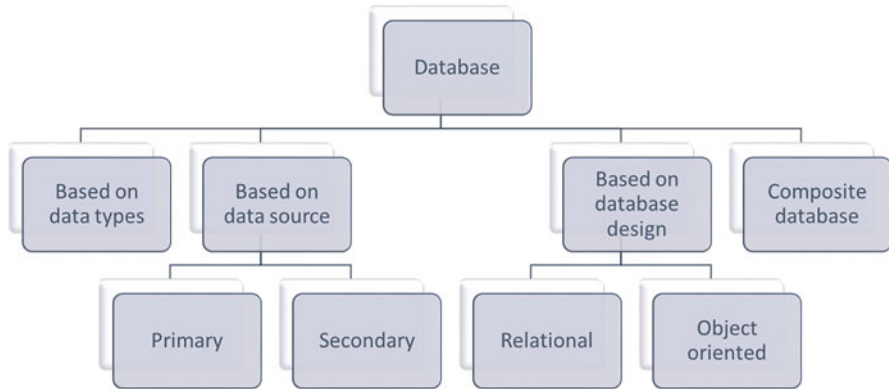 Database
Based on
data types
Based on
data source
Based on
database
design
Composite
database
Primary
Secondary
Relational
Object
oriented